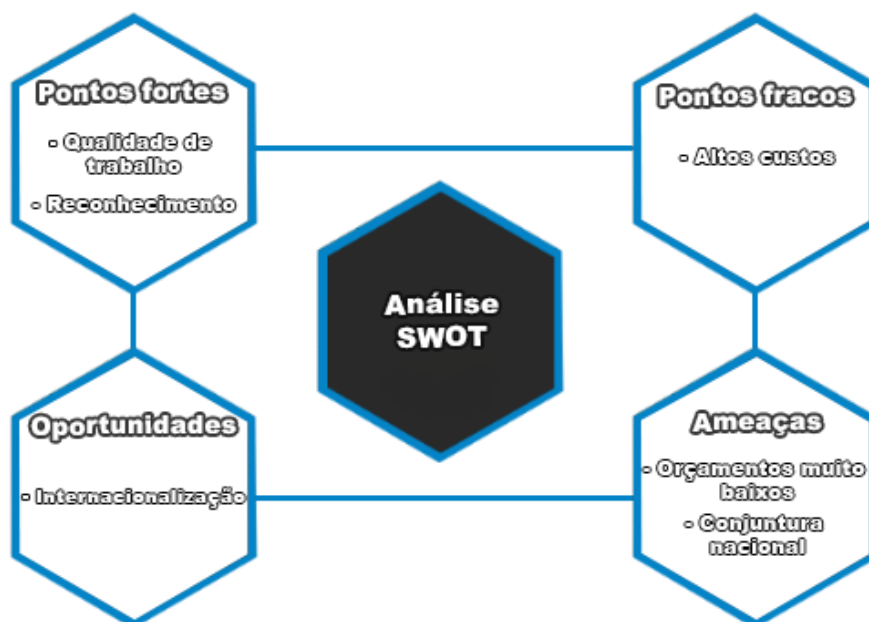 Pontos fortes
- Qualidade de
trabalho
- Reconhecimento
Pontos fracos
- Altos custos
Análise
SWOT
Oportunidades
- Internacionalização
Ameaças
- Orçamentos muito
baixos
- Conjuntura
nacional